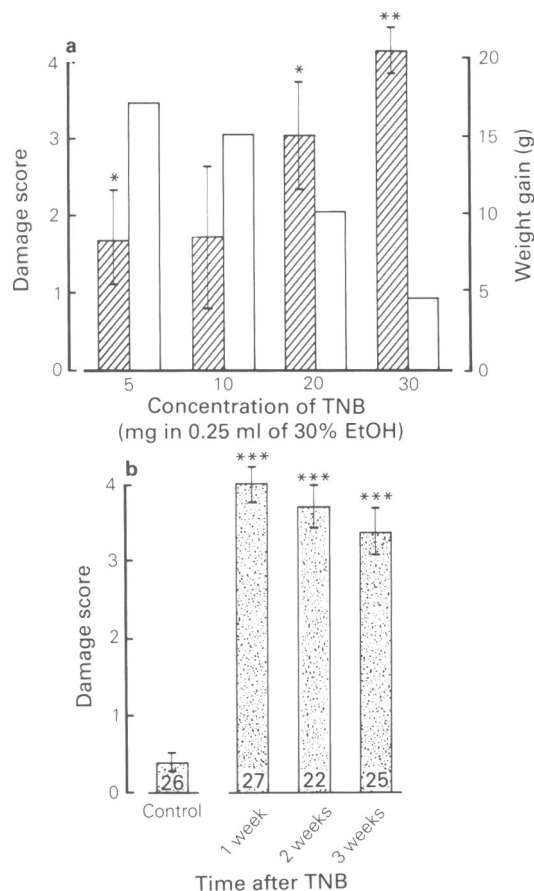 a
*
*
**
4
3
2
1
0
Damage score
20
15
10
5
0
Weight gain (g)
5 10 20 30
Concentration of TNB
(mg in 0.25 ml of 30% EtOH)
b
***
***
***
4
3
2
1
0
Damage score
26 27 22 25
Control 1 week 2 weeks 3 weeks
Time after TNB